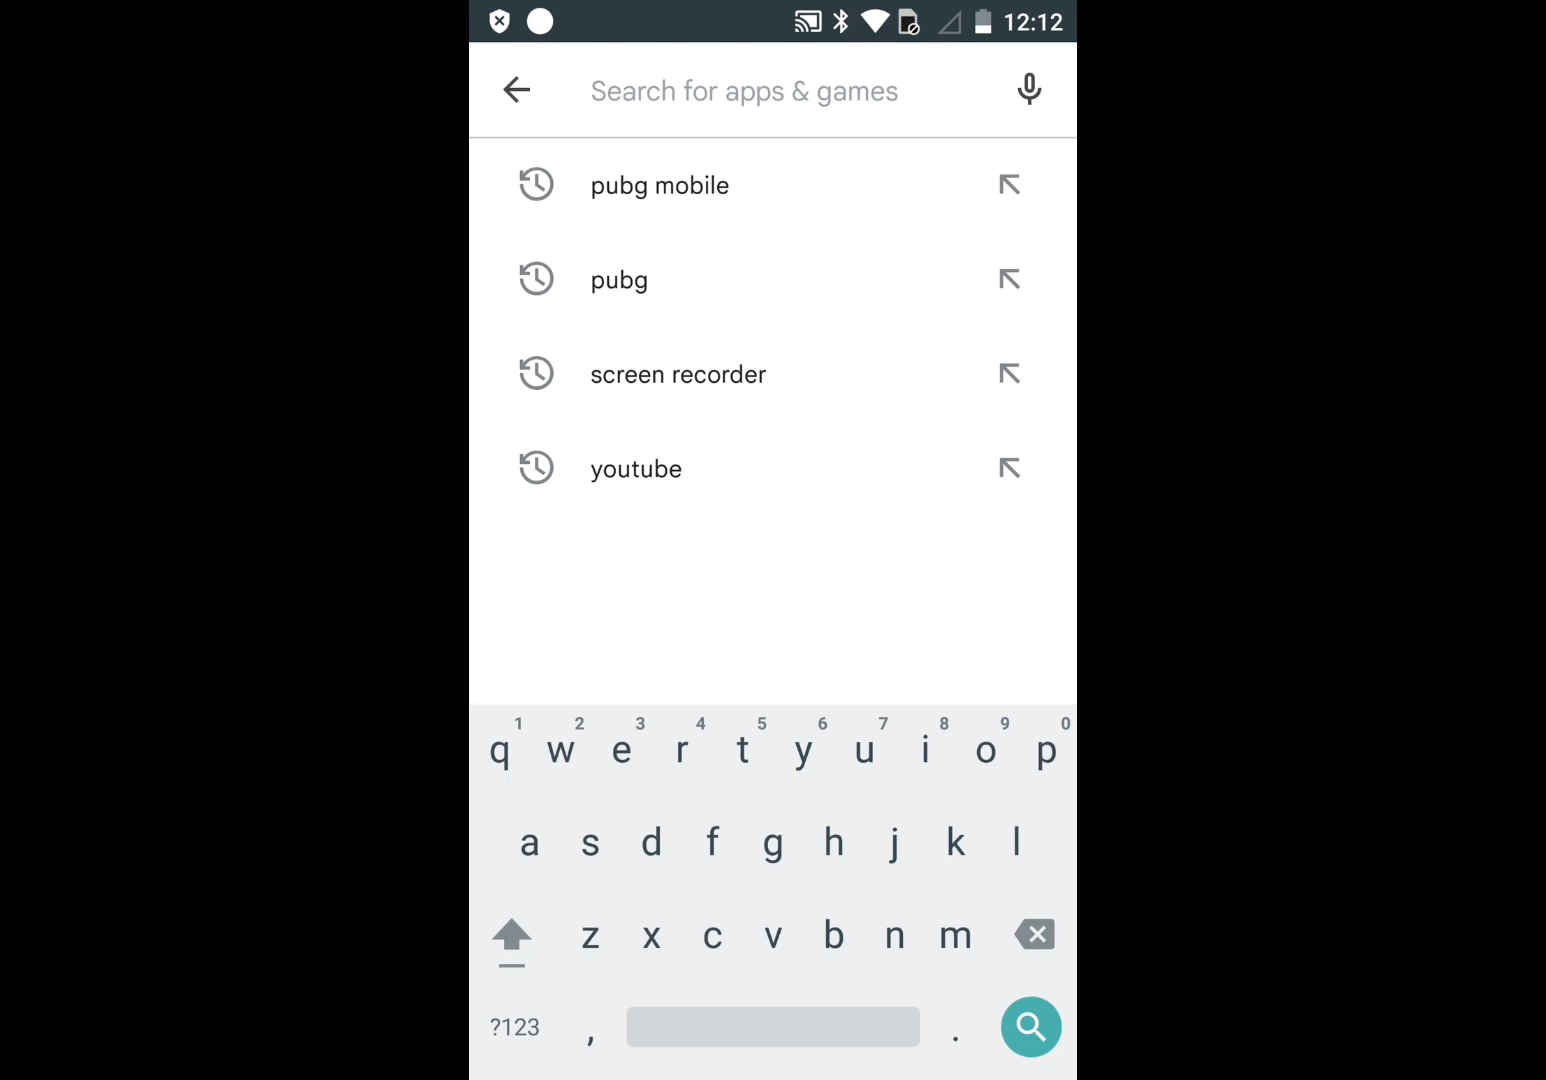 12:12
Search for apps & games
pubg mobile
pubg
screen recorder
youtube
1 2 3 4 5 6 7 8 9 0
q w e r t y u i o p
a s d f g h j k l
z x c v b n m
?123 , .